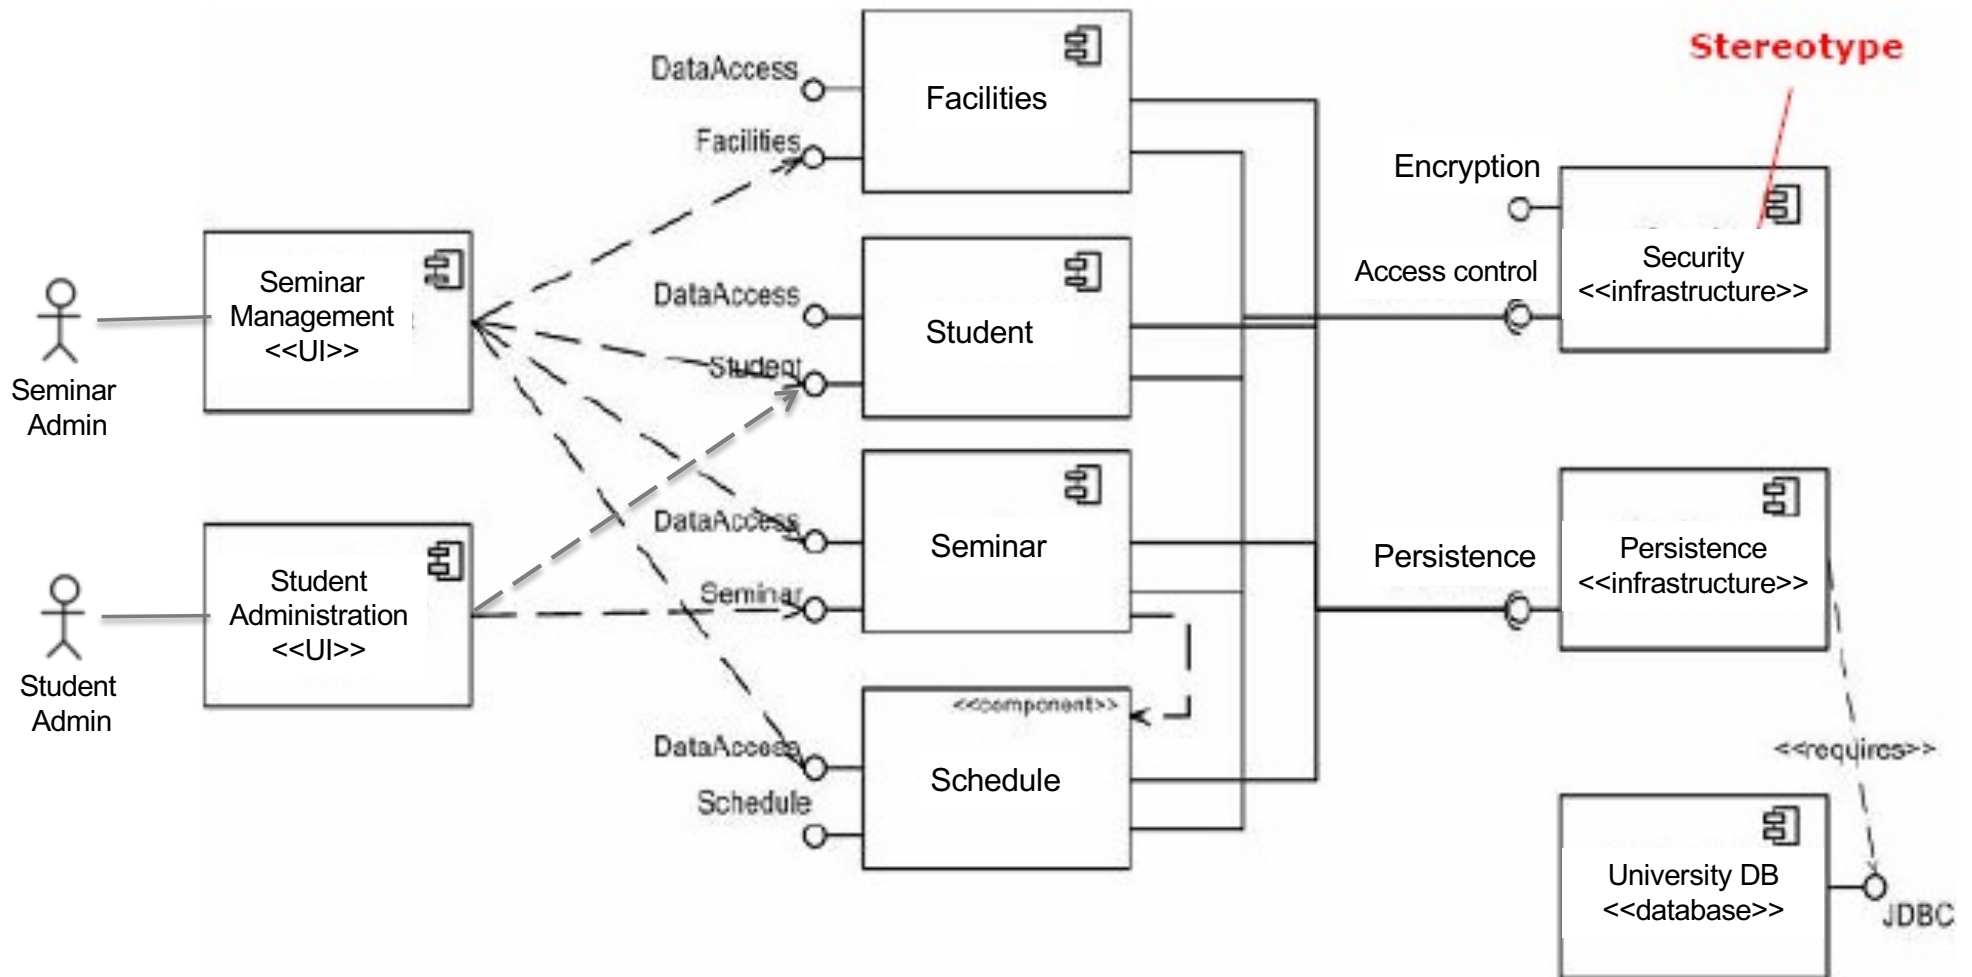 Stereotype
DataAccess
Facilities
Facilities
Encryption
Access control
Security
<<infrastructure>>
Seminar
Management
<<UI>>
Seminar
Admin
DataAccess
Student
Student
DataAccess
Seminar
Seminar
Student
Administration
<<UI>>
Student
Admin
Persistence
Persistence
<<infrastructure>>
<<component>>
DataAccess
Schedule
Schedule
<<requires>>
University DB
<<database>>
JDBC